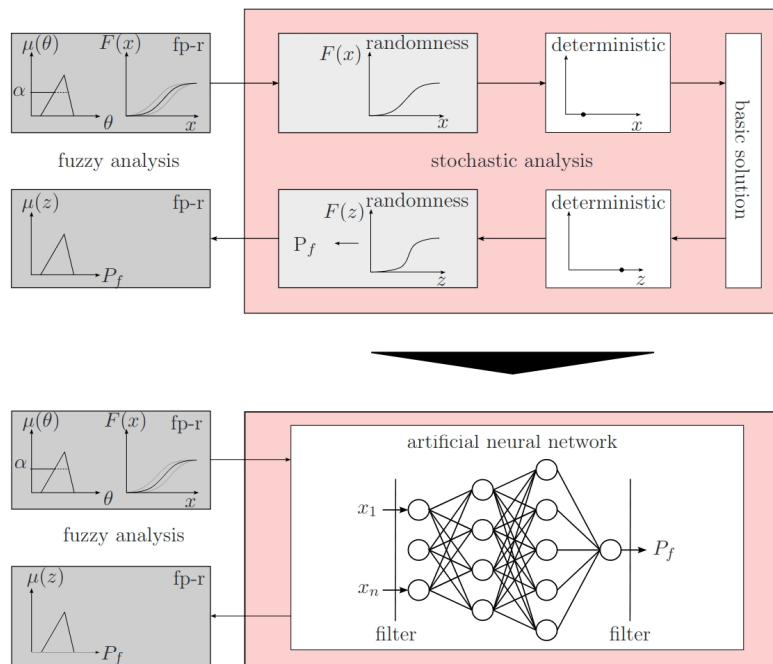 μ(θ) F(x) fp-r
α
θ x
fuzzy analysis
randomness
F(x)
x
deterministic
x
basic solution
stochastic analysis
μ(z) fp-r
P_f
randomness
F(z)
P_f
z
deterministic
z
μ(θ) F(x) fp-r
α
θ x
fuzzy analysis
μ(z) fp-r
P_f
artificial neural network
x_1
x_n
P_f
filter filter